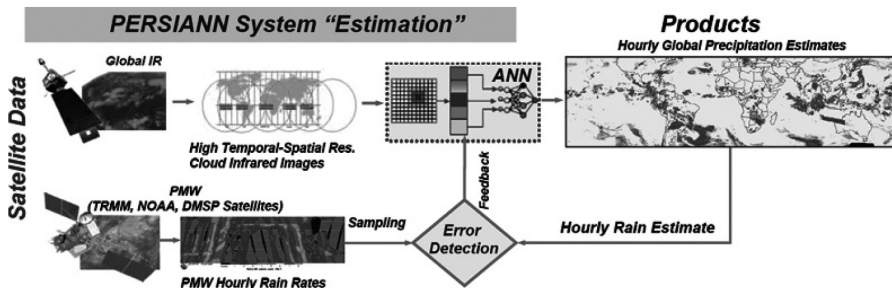 PERSIANN System “Estimation”
Products
Satellite Data
Global IR
High Temporal-Spatial Res.
Cloud Infrared Images
ANN
Hourly Global Precipitation Estimates
PMW
(TRMM, NOAA, DMSP Satellites)
PMW Hourly Rain Rates
Sampling
Error
Detection
Feedback
Hourly Rain Estimate